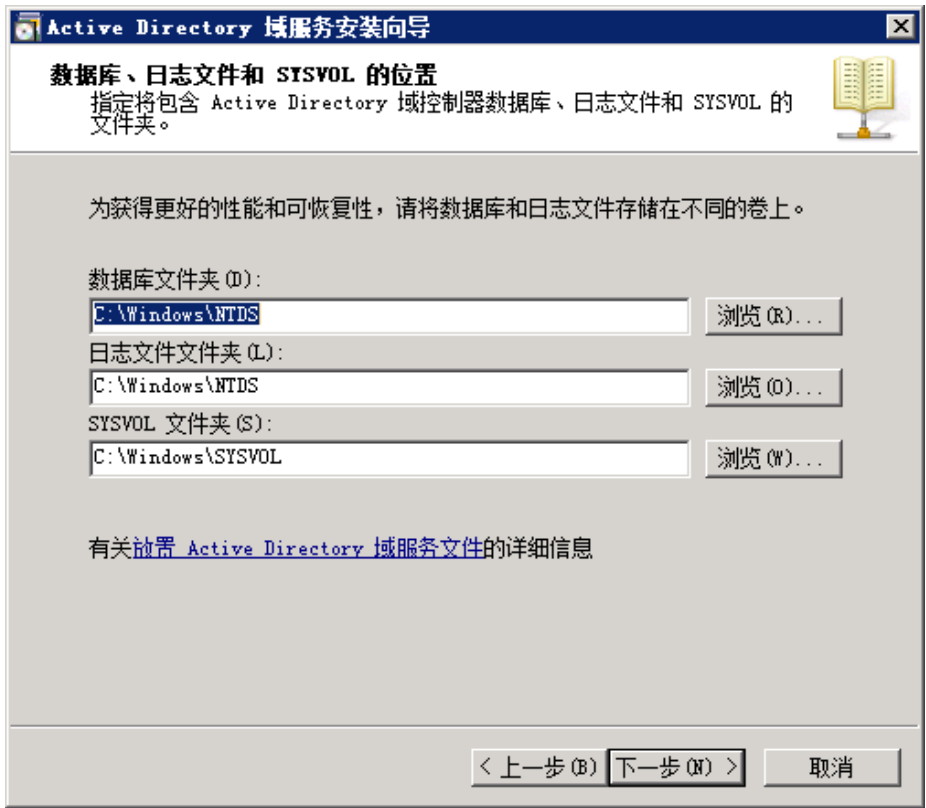 Active Directory 域服务安装向导
数据库、日志文件和 SYSVOL 的位置
指定将包含 Active Directory 域控制器数据库、日志文件和 SYSVOL 的
文件夹。
为获得更好的性能和可恢复性，请将数据库和日志文件存储在不同的卷上。
数据库文件夹(D):
C:\Windows\NTDS
浏览(R)...
日志文件文件夹(L):
C:\Windows\NTDS
浏览(O)...
SYSVOL 文件夹(S):
C:\Windows\SYSVOL
浏览(W)...
有关放置 Active Directory 域服务文件的详细信息
< 上一步(B) 下一步(N) > 取消